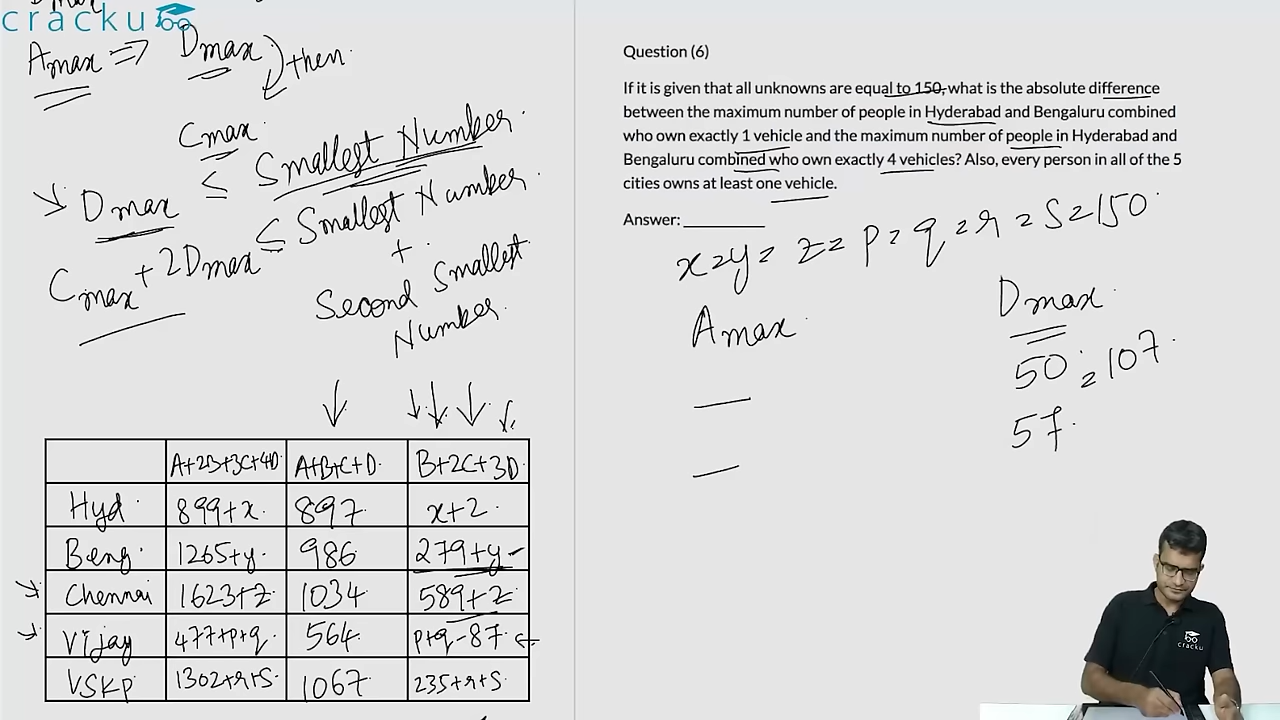 cracku
Amax => Dmax
then
Cmax
Dmax ≤ Smallest Number
Cmax + 2Dmax ≤ Smallest Number
+
Second Smallest
Number
A+2B+3C+4D A+B+C+D B+2C+3D
Hyd 899+x 897 x+2
Beng 1265+y 986 279+y
Chennai 1623+z 1034 589+z
Vijay 477+p+q 564 p+q-87
VSKP 1302+r+s 1067 235+r+s
Question (6)
If it is given that all unknowns are equal to 150, what is the absolute difference
between the maximum number of people in Hyderabad and Bengaluru combined
who own exactly 1 vehicle and the maximum number of people in Hyderabad and
Bengaluru combined who own exactly 4 vehicles? Also, every person in all of the 5
cities owns at least one vehicle.
Answer: __________
x=y=z=p=q=r=s=150
Amax Dmax
50 = 107
57
cracku